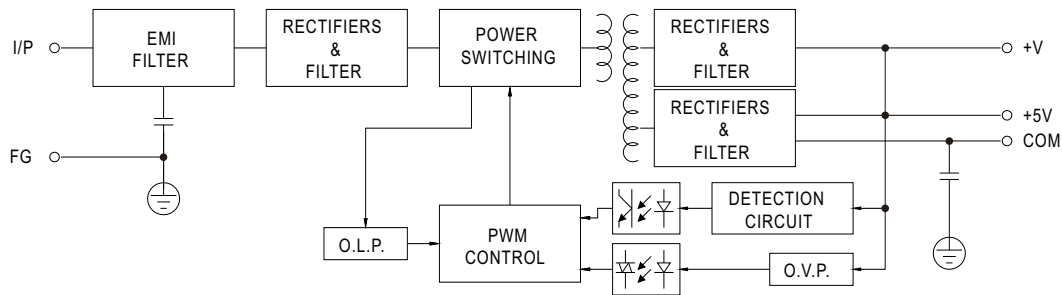 I/P
EMI
FILTER
RECTIFIERS
&
FILTER
POWER
SWITCHING
RECTIFIERS
&
FILTER
+V
RECTIFIERS
&
FILTER
+5V
COM
FG
O.L.P.
PWM
CONTROL
DETECTION
CIRCUIT
O.V.P.